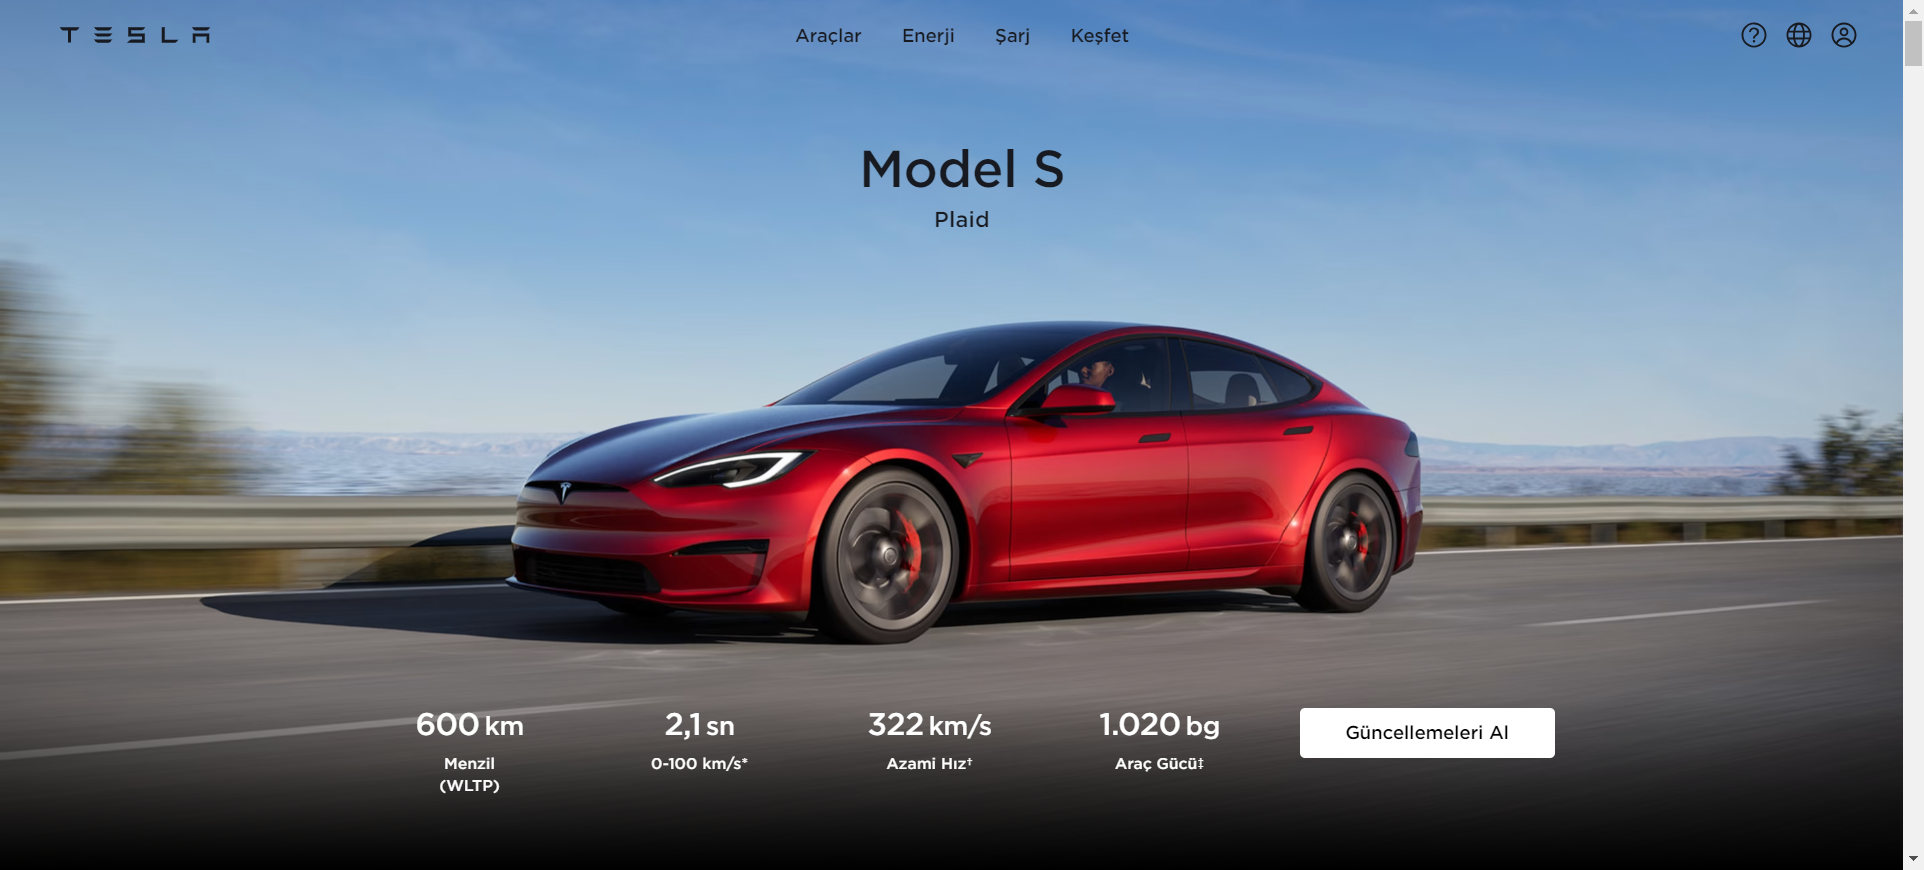 TESLA
Araçlar Enerji Şarj Keşfet
Model S
Plaid
600 km 2,1 sn 322 km/s 1.020 bg Güncellemeleri Al
Menzil 0-100 km/s* Azami Hız† Araç Gücü‡
(WLTP)